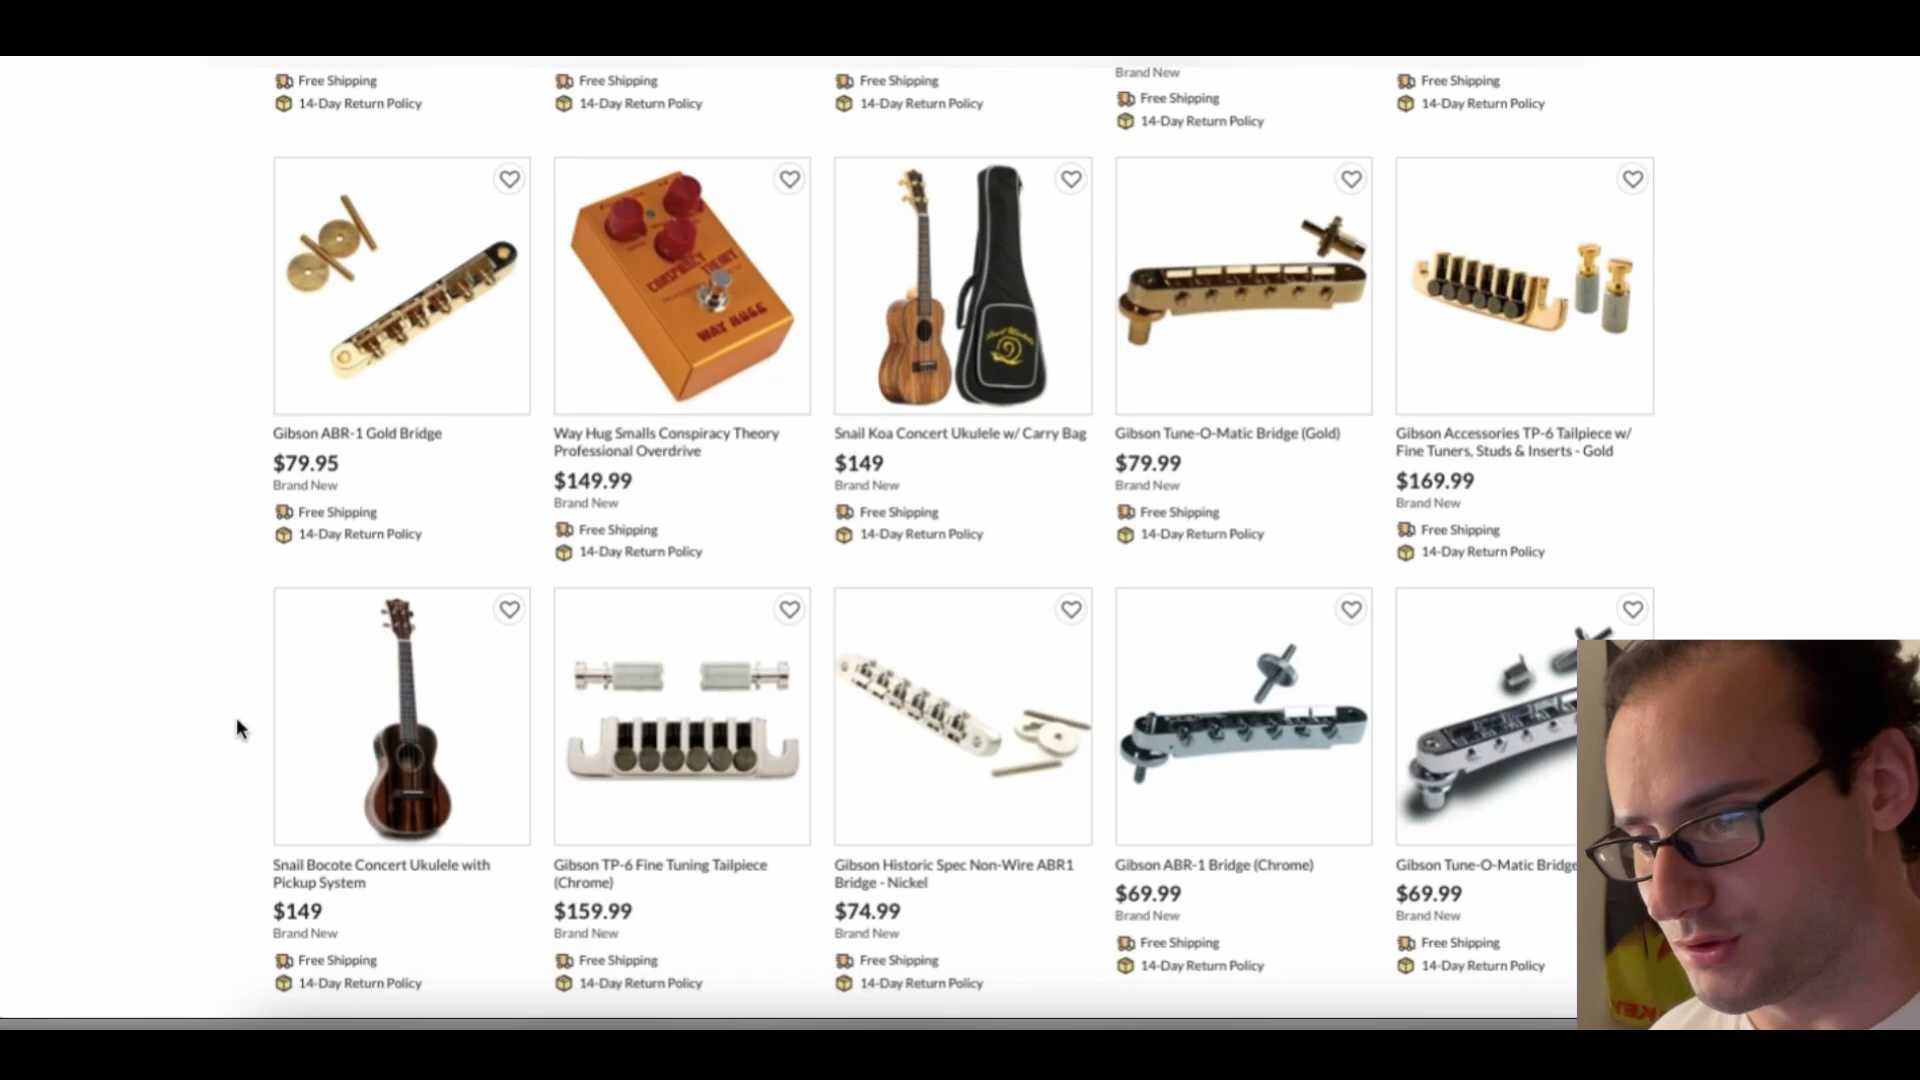 Free Shipping
14-Day Return Policy
Free Shipping
14-Day Return Policy
Free Shipping
14-Day Return Policy
Brand New
Free Shipping
14-Day Return Policy
Free Shipping
14-Day Return Policy
CONSPIRACY THEORY
WAY HUGE
Gibson ABR-1 Gold Bridge
$79.95
Brand New
Free Shipping
14-Day Return Policy
Way Hug Smalls Conspiracy Theory
Professional Overdrive
$149.99
Brand New
Free Shipping
14-Day Return Policy
Snail Koa Concert Ukulele w/ Carry Bag
$149
Brand New
Free Shipping
14-Day Return Policy
Gibson Tune-O-Matic Bridge (Gold)
$79.99
Brand New
Free Shipping
14-Day Return Policy
Gibson Accessories TP-6 Tailpiece w/
Fine Tuners, Studs & Inserts - Gold
$169.99
Brand New
Free Shipping
14-Day Return Policy
Snail Bocote Concert Ukulele with
Pickup System
$149
Brand New
Free Shipping
14-Day Return Policy
Gibson TP-6 Fine Tuning Tailpiece
(Chrome)
$159.99
Brand New
Free Shipping
14-Day Return Policy
Gibson Historic Spec Non-Wire ABR1
Bridge - Nickel
$74.99
Brand New
Free Shipping
14-Day Return Policy
Gibson ABR-1 Bridge (Chrome)
$69.99
Brand New
Free Shipping
14-Day Return Policy
Gibson Tune-O-Matic Bridge
$69.99
Brand New
Free Shipping
14-Day Return Policy